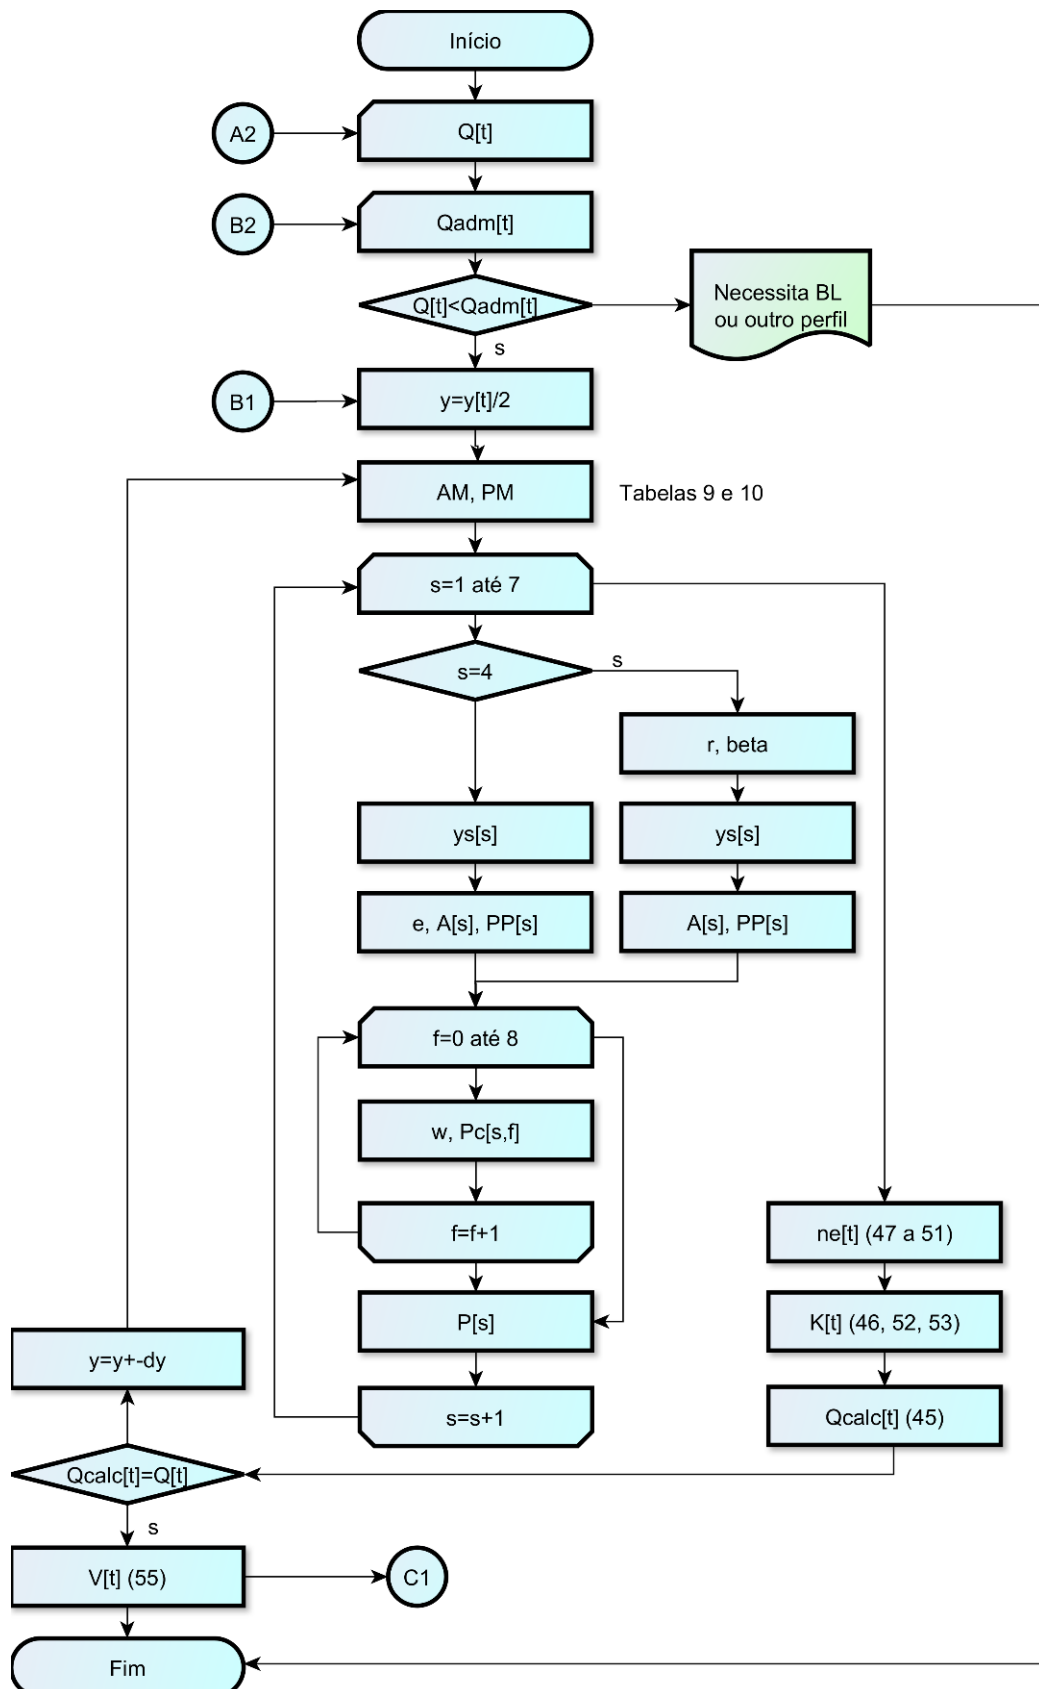 Início
A2
Q[t]
B2
Qadm[t]
Q[t]<Qadm[t]
Necessita BL
ou outro perfil
s
B1
y=y[t]/2
AM, PM
Tabelas 9 e 10
s=1 até 7
s=4
s
r, beta
ys[s]
ys[s]
e, A[s], PP[s]
A[s], PP[s]
f=0 até 8
w, Pc[s,f]
f=f+1
ne[t] (47 a 51)
P[s]
K[t] (46, 52, 53)
y=y+-dy
s=s+1
Qcalc[t] (45)
Qcalc[t]=Q[t]
s
V[t] (55)
C1
Fim